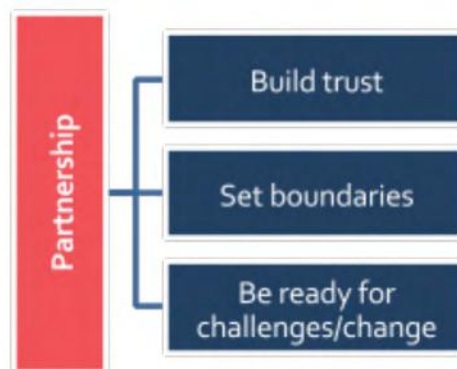 Partnership
Build trust
Set boundaries
Be ready for
challenges/change